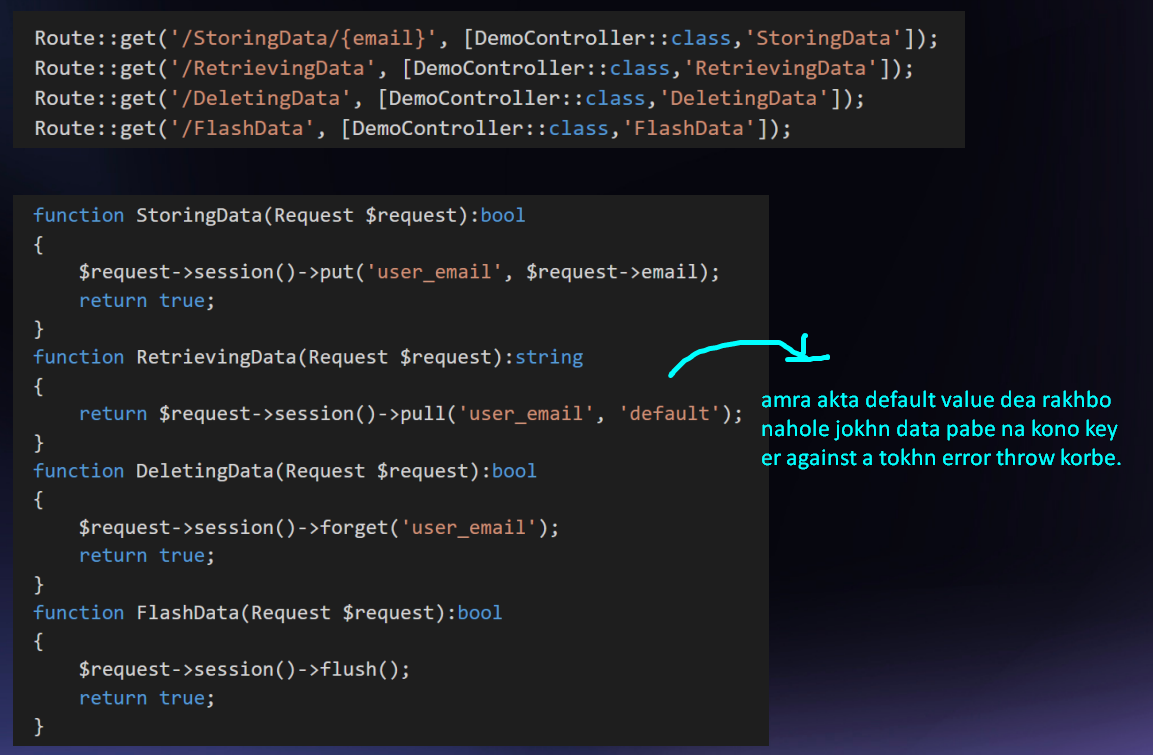 Route::get('/StoringData/{email}', [DemoController::class,'StoringData']);
Route::get('/RetrievingData', [DemoController::class,'RetrievingData']);
Route::get('/DeletingData', [DemoController::class,'DeletingData']);
Route::get('/FlashData', [DemoController::class,'FlashData']);
function StoringData(Request $request):bool
{
    $request->session()->put('user_email', $request->email);
    return true;
}
function RetrievingData(Request $request):string
{
    return $request->session()->pull('user_email', 'default');
}
function DeletingData(Request $request):bool
{
    $request->session()->forget('user_email');
    return true;
}
function FlashData(Request $request):bool
{
    $request->session()->flush();
    return true;
}
amra akta default value dea rakhbo
nahole jokhn data pabe na kono key
er against a tokhn error throw korbe.